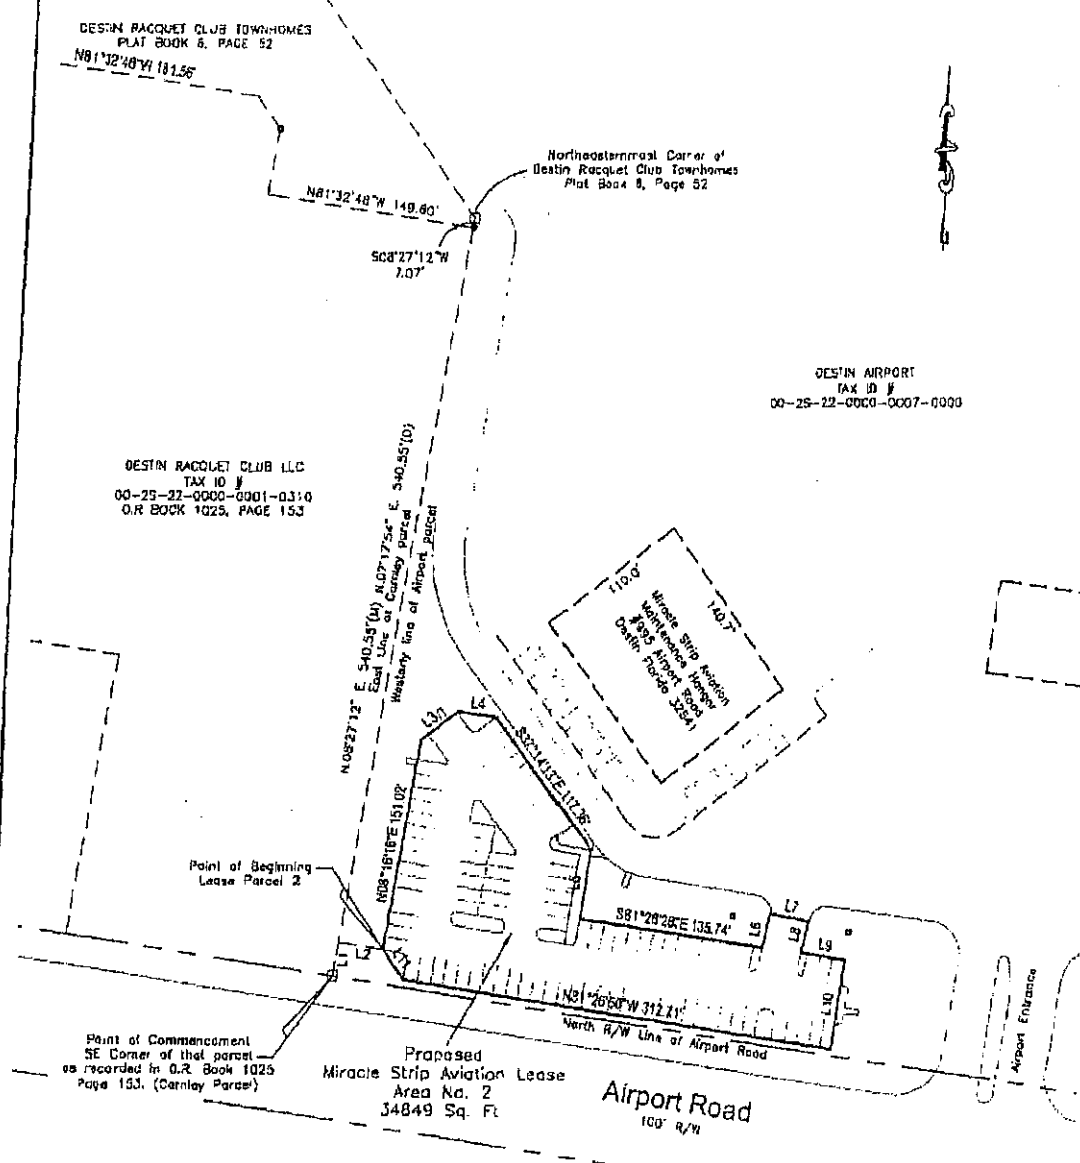 DESTIN RACQUET CLUB TOWNHOMES
PLAT BOOK 6, PAGE 52
N81°32'48"W 181.56'
Northeasternmost Corner of
Destin Racquet Club Townhomes
Plat Book 6, Page 52
N81°32'48"W 149.60'
S08°27'12"W
7.07'
DESTIN AIRPORT
TAX ID #
00-2S-22-0000-0007-0000
DESTIN RACQUET CLUB LLC
TAX ID #
00-2S-22-0000-0001-0310
O.R BOOK 1025, PAGE 153
N.08°27'12" E. 540.55'(M) N.07°17'54" E. 540.55'(D)
East Line of Carnley parcel
Westerly line of Airport parcel
110.0'
140.7'
Miracle Strip Aviation
Maintenance Hangar
#995 Airport Road
Destin Florida 32541
L3
L4
S32°14'13"E 117.36'
N08°16'16"E 151.02'
Point of Beginning
Lease Parcel 2
L5
L7
S81°28'28"E 135.74'
L6
L8
L9
L1
L2
L11
L10
N81°26'50"W 312.21'
North R/W Line of Airport Road
Airport Entrance
Point of Commencement
SE Corner of that parcel
as recorded in O.R. Book 1025
Page 153. (Carnley Parcel)
Proposed
Miracle Strip Aviation Lease
Area No. 2
34849 Sq. Ft.
Airport Road
100' R/W